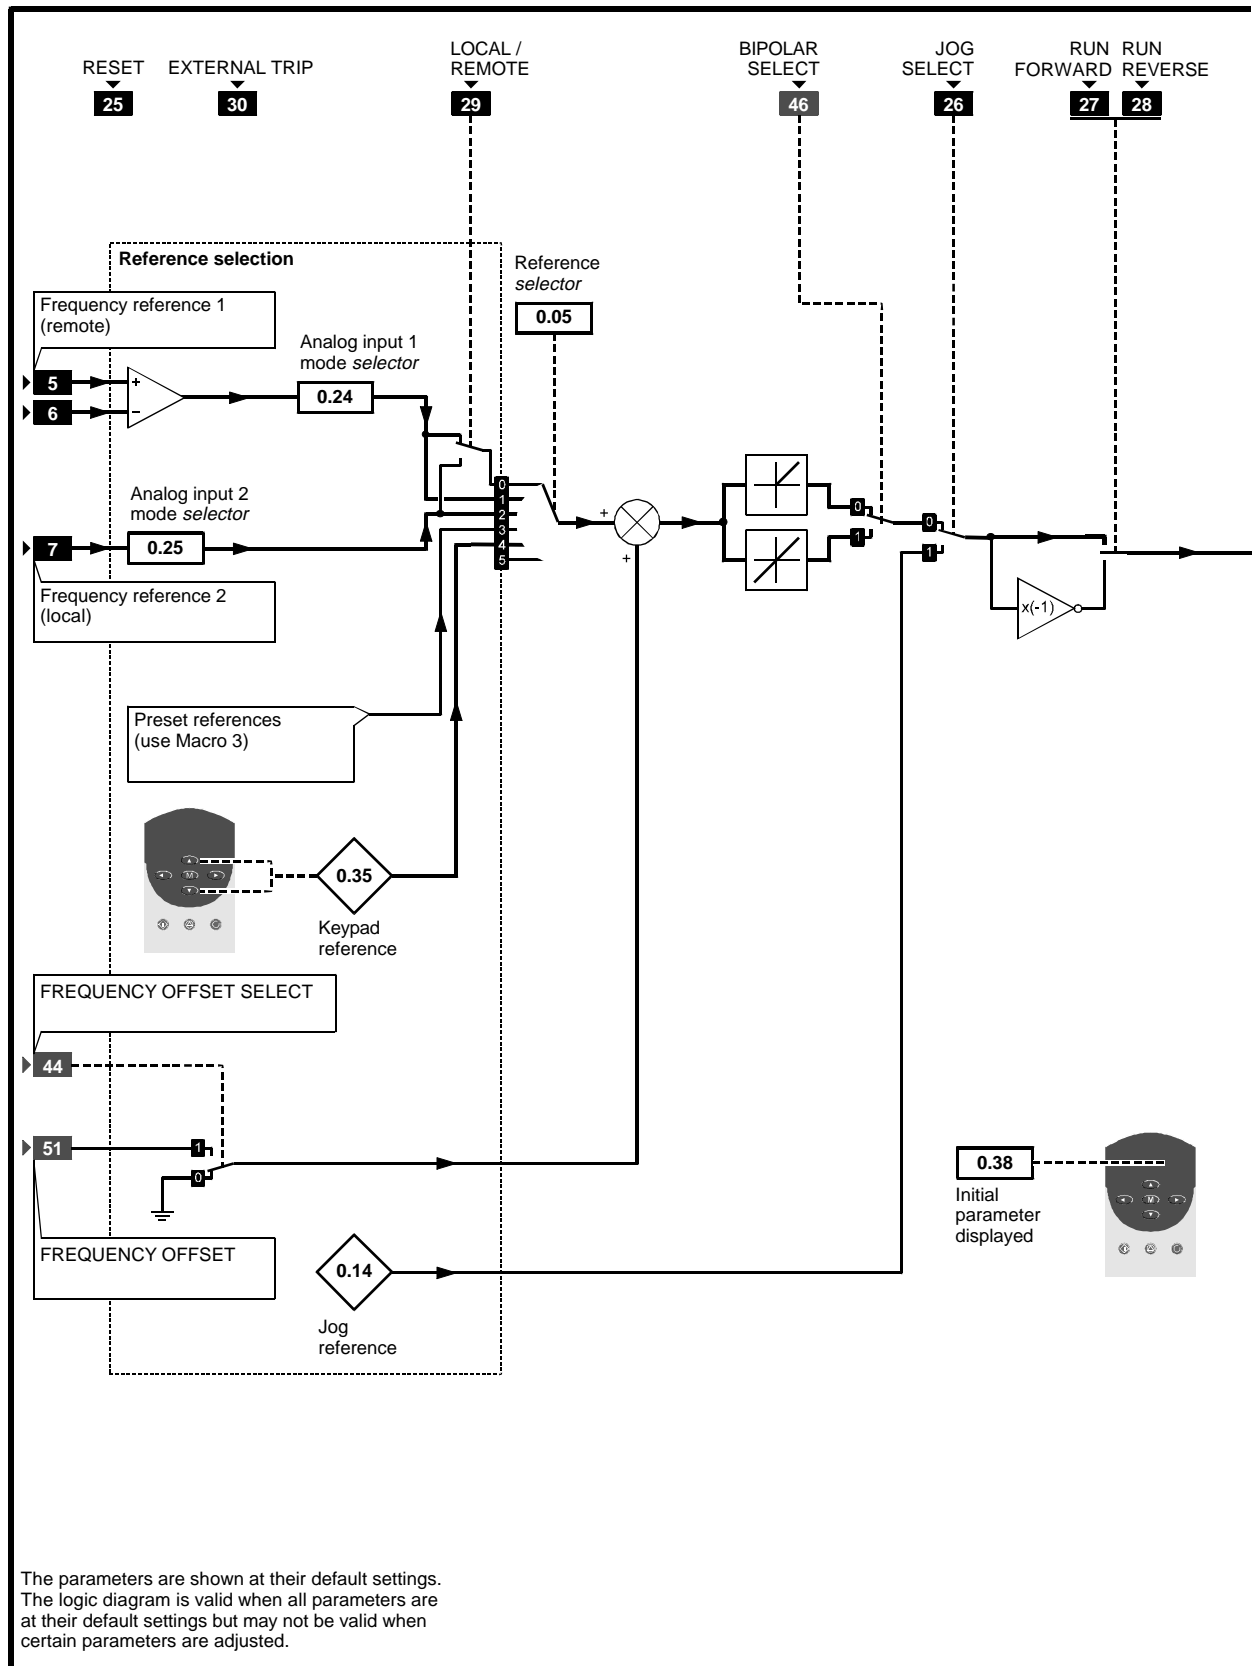 RESET
25
EXTERNAL TRIP
30
LOCAL /
REMOTE
29
BIPOLAR
SELECT
46
JOG
SELECT
26
RUN
FORWARD
27
RUN
REVERSE
28
Reference selection
Reference
selector
0.05
Frequency reference 1
(remote)
Analog input 1
mode selector
0.24
5
6
+
−
Analog input 2
mode selector
0.25
7
Frequency reference 2
(local)
0
1
2
3
4
5
+
+
0
1
0
1
x(-1)
Preset references
(use Macro 3)
M
0.35
Keypad
reference
FREQUENCY OFFSET SELECT
44
51
1
0
FREQUENCY OFFSET
0.14
Jog
reference
0.38
Initial
parameter
displayed
M
The parameters are shown at their default settings.
The logic diagram is valid when all parameters are
at their default settings but may not be valid when
certain parameters are adjusted.